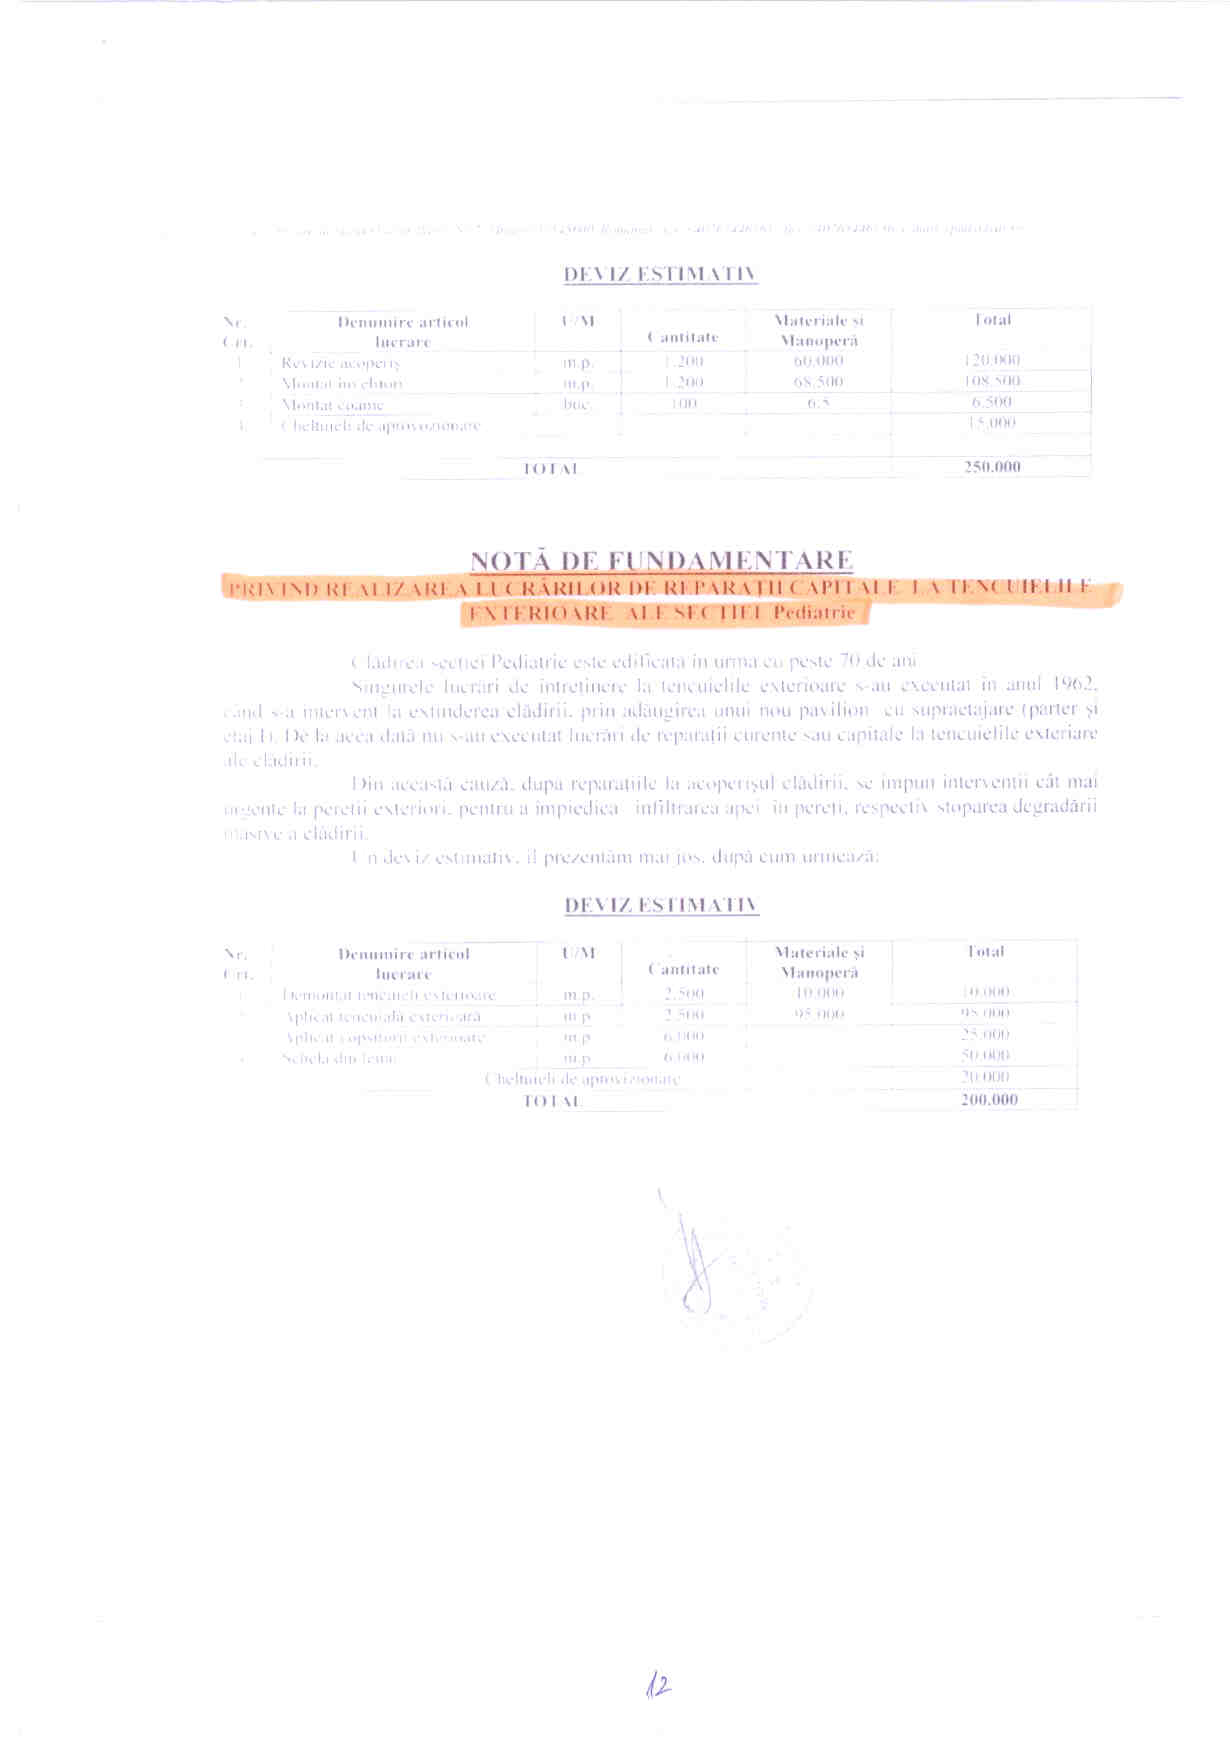 DEVIZ ESTIMATIV
Nr. Crt. Denumire articol lucrare U/M Cantitate Materiale și Manoperă Total
1. Revizie acoperiș m.p. 1.200 60.000 120.000
Montat m.p. 1.200 68.500 108.500
Montat coame buc. 100 6.5 6.500
4. Cheltuieli de aprovozionare 15.000
TOTAL 250.000
NOTĂ DE FUNDAMENTARE
PRIVIND REALIZAREA LUCRĂRILOR DE REPARAȚII CAPITALE LA TENCUIELILE
EXTERIOARE ALE SECȚIEI Pediatrie
Clădirea secției Pediatrie este edificată în urmă cu peste 70 de ani
Singurele lucrări de întreținere la tencuielile exterioare s-au executat în anul 1962,
când s-a intervent la extinderea clădirii, prin adăugirea unui nou pavilion cu supraetajare (parter și
etaj I). De la acea dată nu s-au executat lucrări de reparații curente sau capitale la tencuielile exteriare
ale clădirii.
Din această cauză, după reparațiile la acoperișul clădirii, se impun intervenții cât mai
urgente la pereții exteriori, pentru a împiedica infiltrarea apei în pereți, respectiv stoparea degradării
masive a clădirii.
Un deviz estimativ, îl prezentăm mai jos, după cum urmează:
DEVIZ ESTIMATIV
Nr. Crt. Denumire articol lucrare U/M Cantitate Materiale și Manoperă Total
1. Demontat tencuieli exterioare m.p. 2.500 10.000 10.000
Aplicat tencuială exterioară m.p 2.500 95.000 95.000
Aplicat exterioare m.p 6.000 25.000
Schelă din m.p 6.000 50.000
Cheltuieli de aprovizionare 20.000
TOTAL 200.000
12